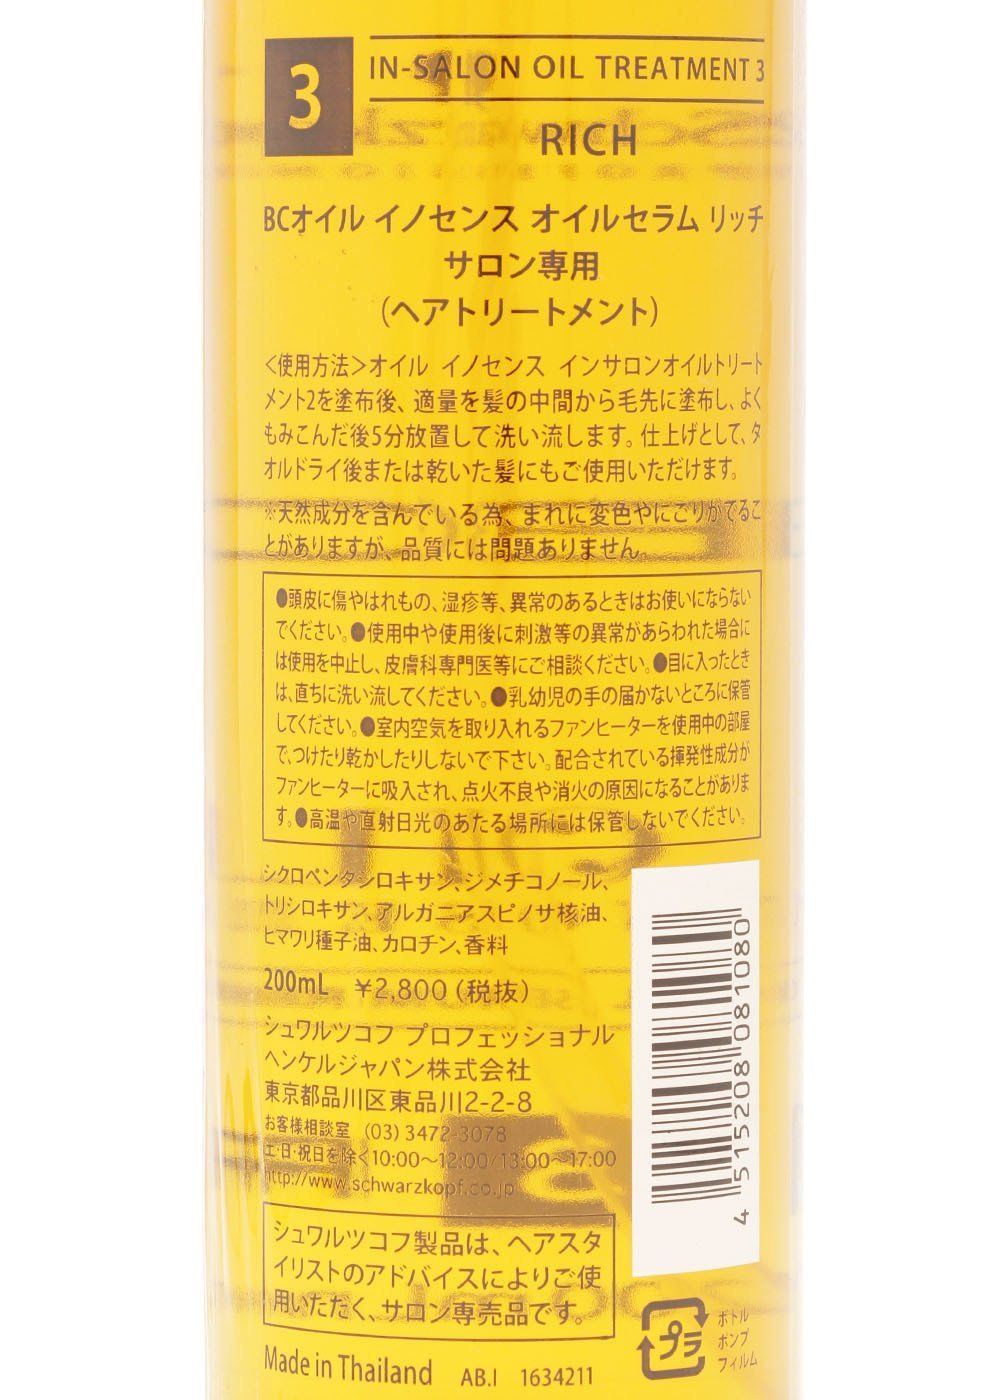 3
IN-SALON OIL TREATMENT 3
RICH
BCオイル イノセンス オイルセラム リッチ
サロン専用
(ヘアトリートメント)
＜使用方法＞オイル イノセンス インサロンオイルトリート
メント2を塗布後、適量を髪の中間から毛先に塗布し、よく
もみこんだ後5分放置して洗い流します。仕上げとして、タ
オルドライ後または乾いた髪にもご使用いただけます。
※天然成分を含んでいる為、まれに変色やにごりがでるこ
とがありますが、品質には問題ありません。
●頭皮に傷やはれもの、湿疹等、異常のあるときはお使いにならない
でください。●使用中や使用後に刺激等の異常があらわれた場合に
は使用を中止し、皮膚科専門医等にご相談ください。●目に入ったとき
は、直ちに洗い流してください。●乳幼児の手の届かないところに保管
してください。●室内空気を取り入れるファンヒーターを使用中の部屋
で、つけたり乾かしたりしないで下さい。配合されている揮発性成分が
ファンヒーターに吸入され、点火不良や消火の原因になることがありま
す。●高温や直射日光のあたる場所には保管しないでください。
シクロペンタシロキサン、ジメチコノール、
トリシロキサン、アルガニアスピノサ核油、
ヒマワリ種子油、カロチン、香料
200mL ￥2,800（税抜）
シュワルツコフ プロフェッショナル
ヘンケルジャパン株式会社
東京都品川区東品川2-2-8
お客様相談室 (03) 3472-3078
土・日・祝日を除く10:00〜12:00/13:00〜17:00
http://www.schwarzkopf.co.jp
シュワルツコフ製品は、ヘアスタ
イリストのアドバイスによりご使
用いただく、サロン専売品です。
Made in Thailand AB.I 1634211
4 515208 081080
プラ
ボトル
ポンプ
フィルム